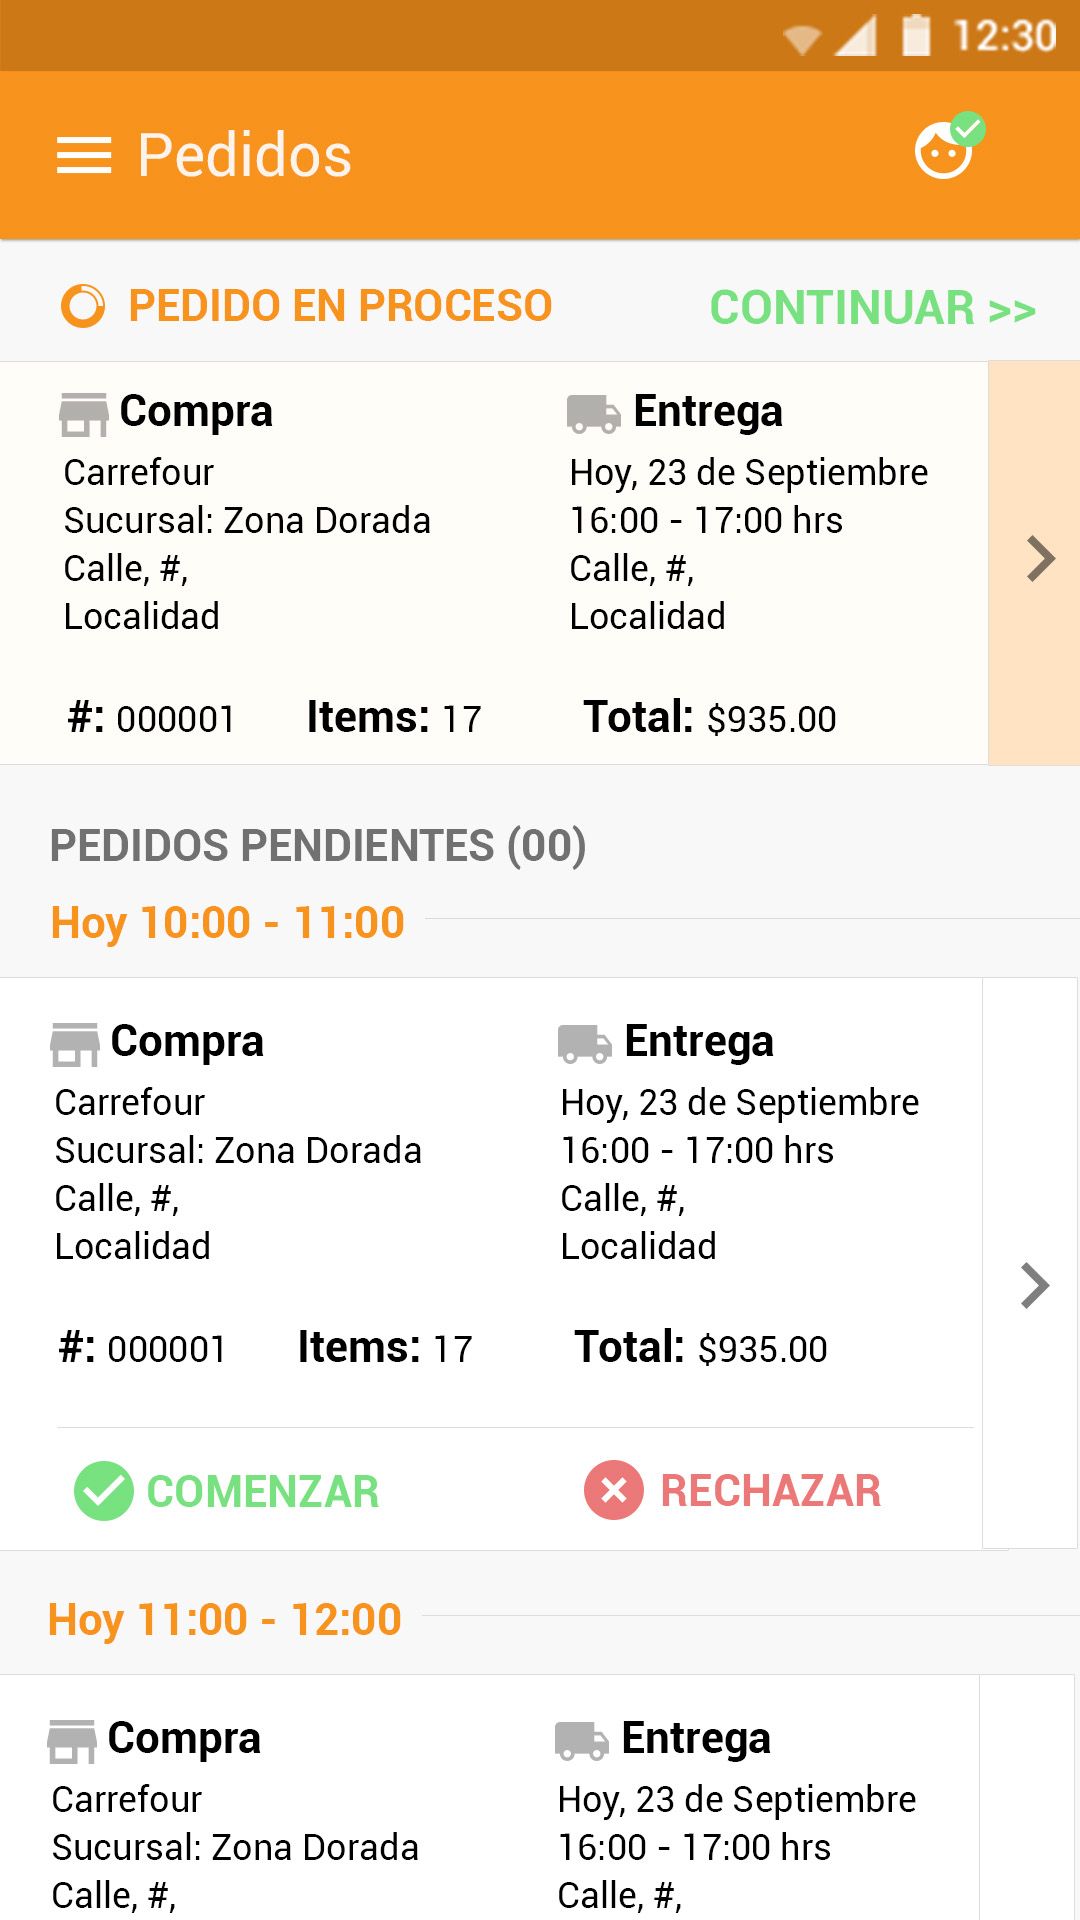 12:30
Pedidos
PEDIDO EN PROCESO CONTINUAR >>
Compra
Carrefour
Sucursal: Zona Dorada
Calle, #,
Localidad
Entrega
Hoy, 23 de Septiembre
16:00 - 17:00 hrs
Calle, #,
Localidad
#: 000001 Items: 17 Total: $935.00
PEDIDOS PENDIENTES (00)
Hoy 10:00 - 11:00
Compra
Carrefour
Sucursal: Zona Dorada
Calle, #,
Localidad
Entrega
Hoy, 23 de Septiembre
16:00 - 17:00 hrs
Calle, #,
Localidad
#: 000001 Items: 17 Total: $935.00
COMENZAR RECHAZAR
Hoy 11:00 - 12:00
Compra
Carrefour
Sucursal: Zona Dorada
Calle, #,
Entrega
Hoy, 23 de Septiembre
16:00 - 17:00 hrs
Calle, #,